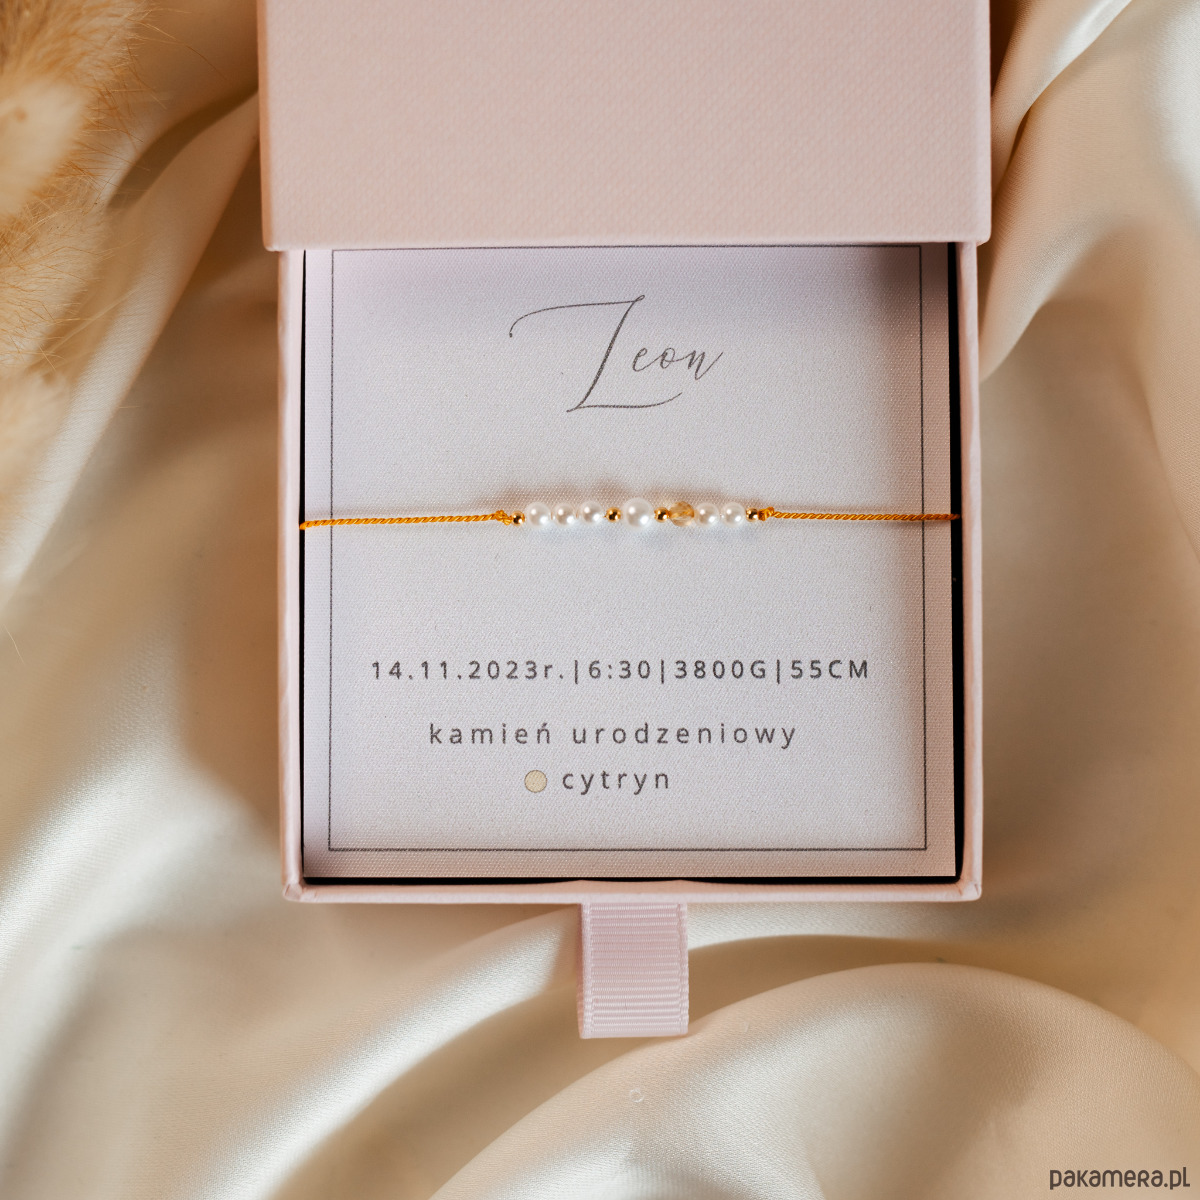 Leon
14.11.2023r.|6:30|3800G|55CM
kamień urodzeniowy
cytryn
pakamera.pl